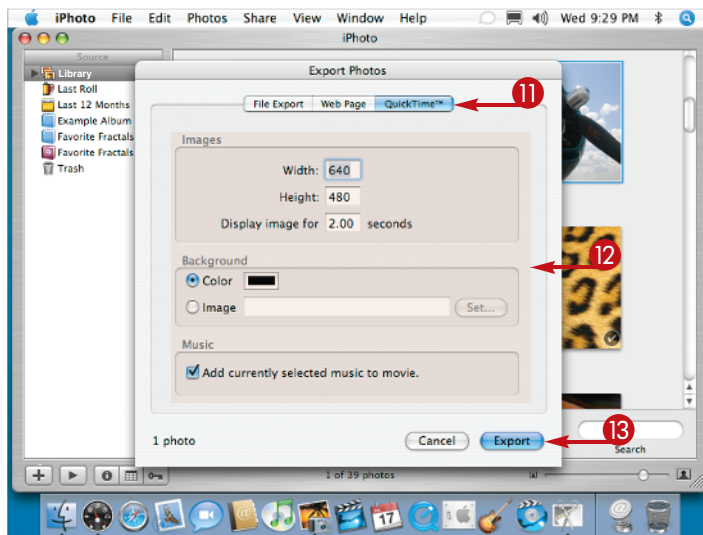 iPhoto File Edit Photos Share View Window Help Wed 9:29 PM
iPhoto
Source
Library
Last Roll
Last 12 Months
Example Album
Favorite Fractals
Favorite Fractals
Trash
Export Photos
File Export Web Page QuickTime™
11
Images
Width: 640
Height: 480
Display image for 2.00 seconds
12
Background
Color
Image Set...
Music
Add currently selected music to movie.
1 photo Cancel Export
13
Search
1 of 39 photos
17